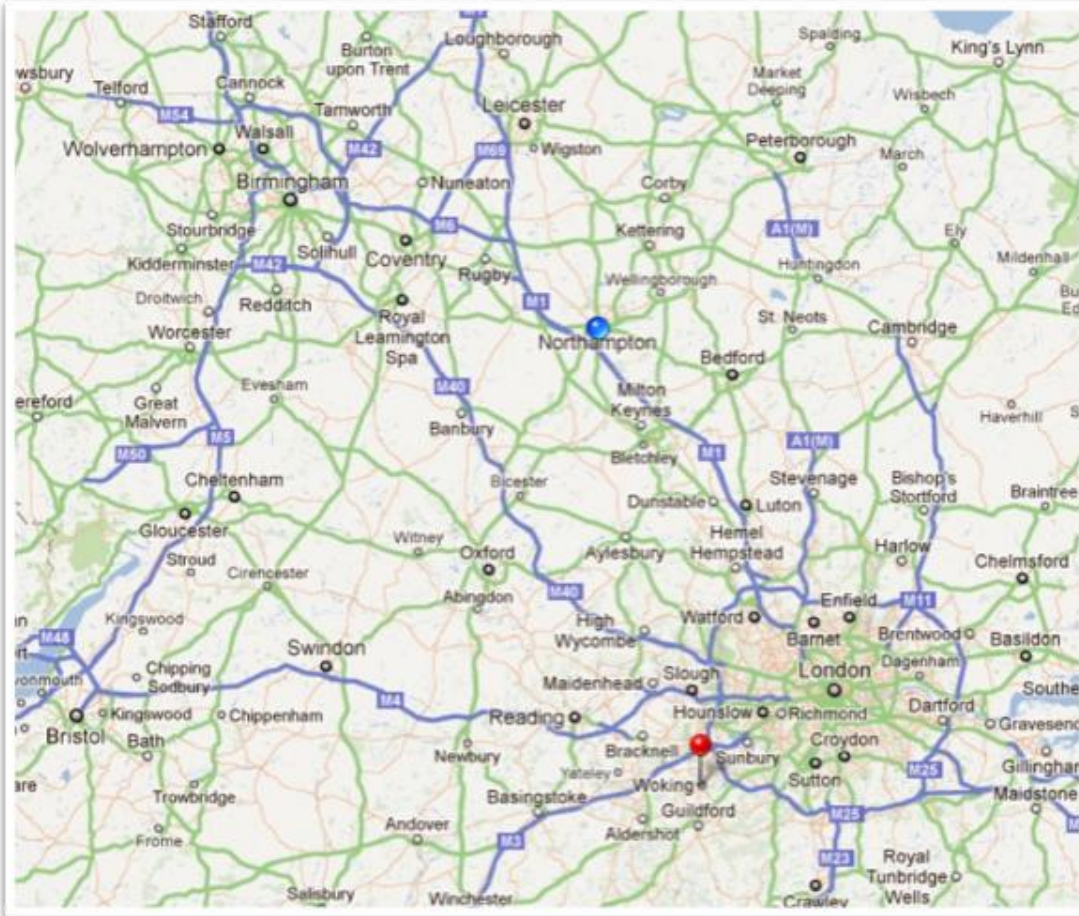 Stafford
Burton
upon Trent
Loughborough
Spalding
King's Lynn
wsbury
Telford
Cannock
Tamworth
Leicester
Market
Deeping
Wisbech
M54
Walsall
Wolverhampton
M42
M69
Wigston
Peterborough
March
Birmingham
Nuneaton
Corby
Stourbridge
M6
Kettering
A1(M)
Ely
Kidderminster
M42
Solihull
Coventry
Rugby
Wellingborough
Huntingdon
Mildenhall
Droitwich
Redditch
M1
Bu
Worcester
Royal
Leamington
Spa
Northampton
St. Neots
Cambridge
Bedford
ereford
Great
Malvern
Evesham
M40
Milton
Keynes
Haverhill
S
Banbury
M50
M5
Bletchley
M1
A1(M)
Cheltenham
Bicester
Stevenage
Bishop's
Stortford
Braintree
Dunstable
Luton
Gloucester
Witney
Oxford
Aylesbury
Hemel
Hempstead
Harlow
Chelmsford
Stroud
Cirencester
Abingdon
M40
Enfield
M11
Kingswood
High
Wycombe
Watford
Barnet
Brentwood
Basildon
M48
Swindon
Chipping
Sodbury
Maidenhead
Slough
London
Dagenham
vonmouth
M4
Southe
Kingswood
Chippenham
Reading
Hounslow
Richmond
Dartford
Gravesend
Bristol
Bath
Newbury
Bracknell
Sunbury
Croydon
Yateley
Woking
Sutton
M25
Gillinghar
are
Trowbridge
Basingstoke
Guildford
Maidstone
Frome
Andover
M3
Aldershot
M25
M23
Royal
Tunbridge
Wells
Salisbury
Winchester
Crawley